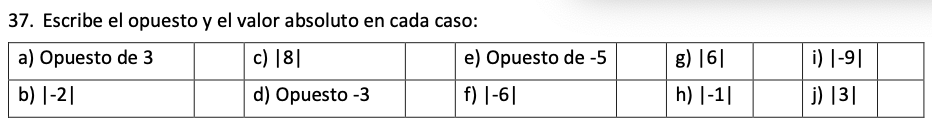 37. Escribe el opuesto y el valor absoluto en cada caso:
a) Opuesto de 3 c) |8| e) Opuesto de -5 g) |6| i) |-9|
b) |-2| d) Opuesto -3 f) |-6| h) |-1| j) |3|